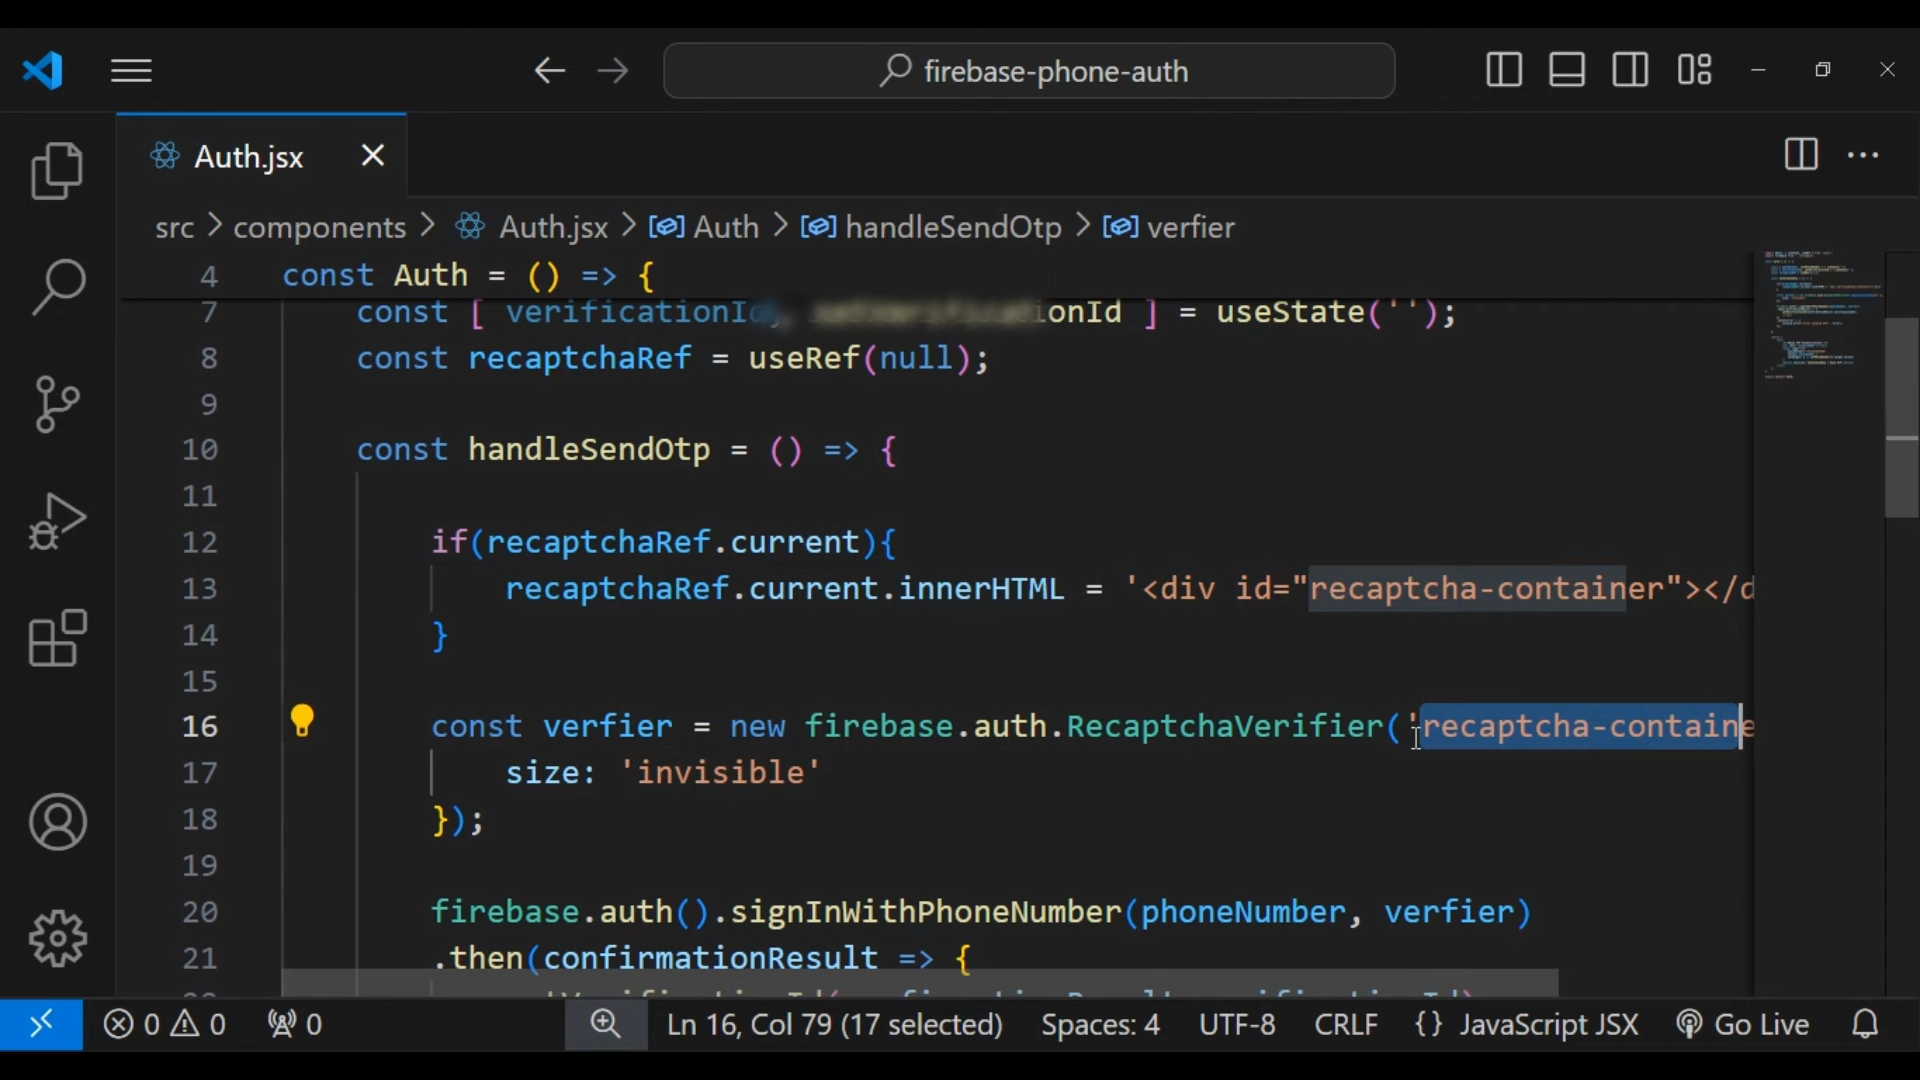 firebase-phone-auth
Auth.jsx
src > components > Auth.jsx > Auth > handleSendOtp > verfier
4 const Auth = () => {
7 const [ verificationId, = useState('');
8 const recaptchaRef = useRef(null);
9
10 const handleSendOtp = () => {
11
12 if(recaptchaRef.current){
13 recaptchaRef.current.innerHTML = '<div id="recaptcha-container"></d
14 }
15
16 const verfier = new firebase.auth.RecaptchaVerifier('recaptcha-containe
17 size: 'invisible'
18 });
19
20 firebase.auth().signInWithPhoneNumber(phoneNumber, verfier)
21 .then(confirmationResult => {
0 0 0 Ln 16, Col 79 (17 selected) Spaces: 4 UTF-8 CRLF {} JavaScript JSX Go Live